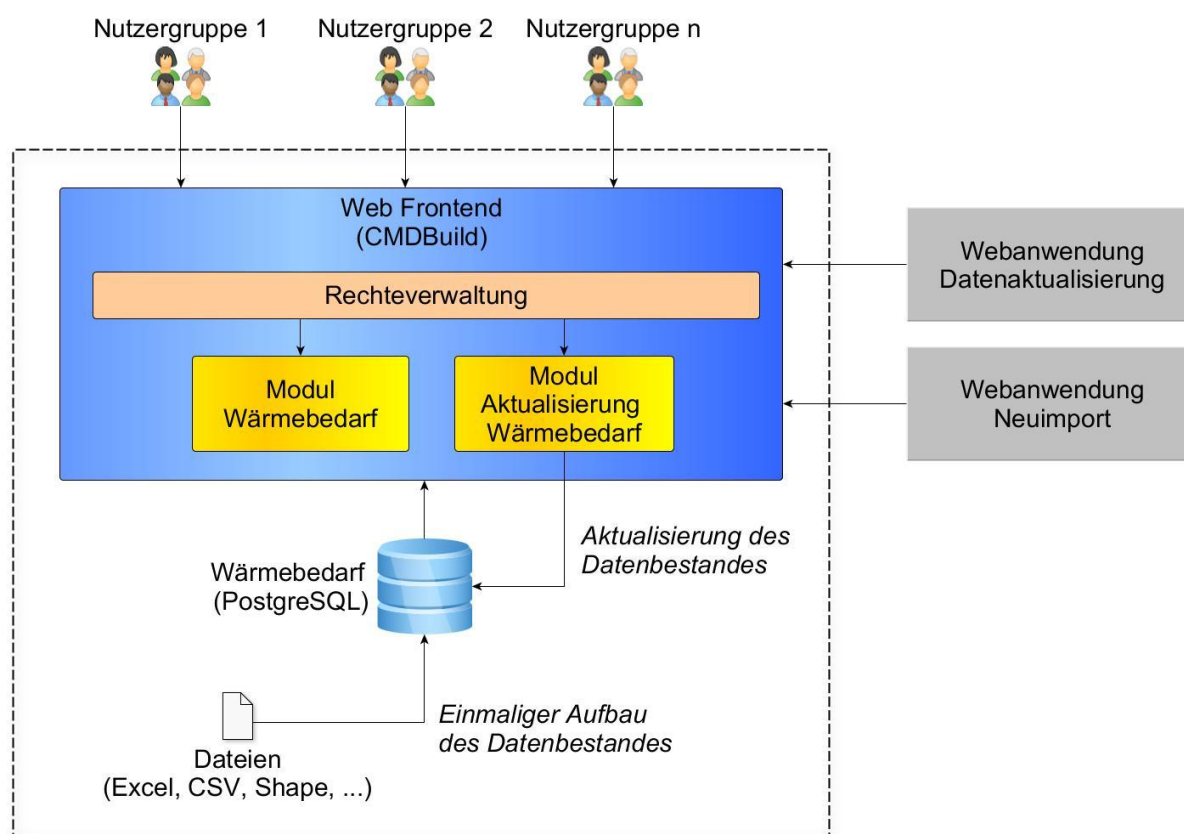 Nutzergruppe 1
Nutzergruppe 2
Nutzergruppe n
Web Frontend
(CMDBuild)
Rechteverwaltung
Modul
Wärmebedarf
Modul
Aktualisierung
Wärmebedarf
Webanwendung
Datenaktualisierung
Webanwendung
Neuimport
Aktualisierung des
Datenbestandes
Wärmebedarf
(PostgreSQL)
Einmaliger Aufbau
des Datenbestandes
Dateien
(Excel, CSV, Shape, ...)